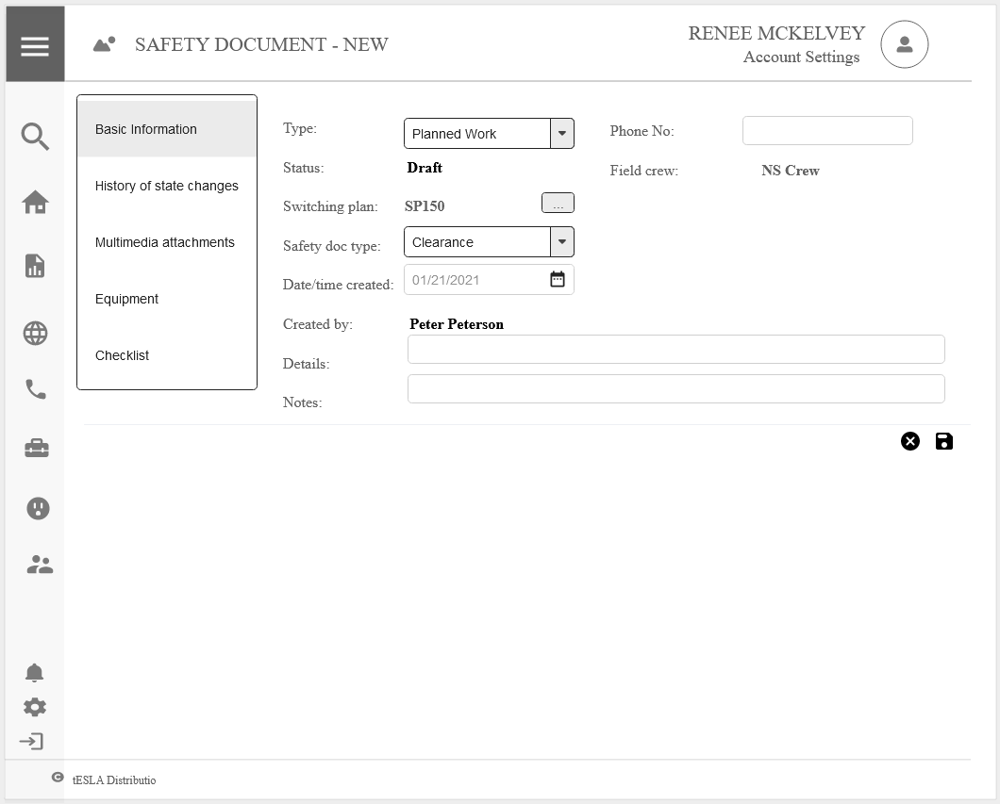 SAFETY DOCUMENT - NEW
RENEE MCKELVEY
Account Settings
Basic Information
History of state changes
Multimedia attachments
Equipment
Checklist
Type: Planned Work
Status: Draft
Switching plan: SP150 ...
Safety doc type: Clearance
Date/time created: 01/21/2021
Created by: Peter Peterson
Details:
Notes:
Phone No:
Field crew: NS Crew
tESLA Distributio